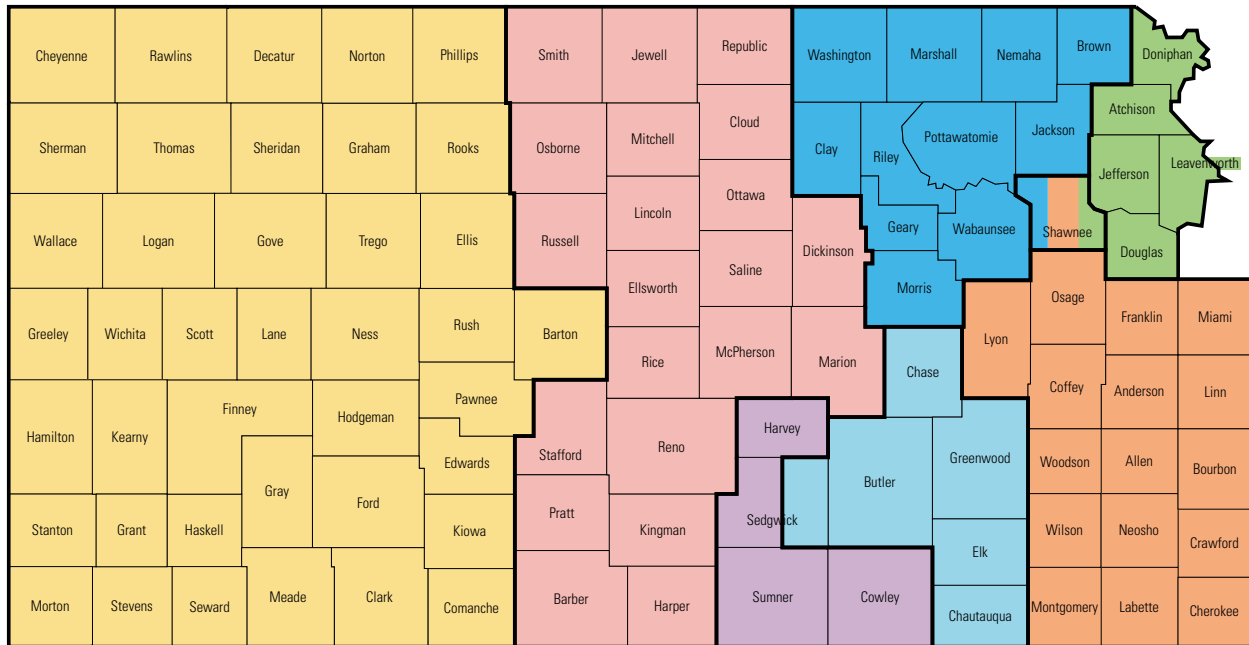 Cheyenne
Rawlins
Decatur
Norton
Phillips
Smith
Jewell
Republic
Washington
Marshall
Nemaha
Brown
Doniphan
Sherman
Thomas
Sheridan
Graham
Rooks
Osborne
Mitchell
Cloud
Clay
Riley
Pottawatomie
Jackson
Atchison
Jefferson
Leavenworth
Wallace
Logan
Gove
Trego
Ellis
Russell
Lincoln
Ottawa
Dickinson
Geary
Wabaunsee
Shawnee
Douglas
Ellsworth
Saline
Morris
Greeley
Wichita
Scott
Lane
Ness
Rush
Barton
Rice
McPherson
Marion
Chase
Lyon
Osage
Franklin
Miami
Hamilton
Kearny
Finney
Hodgeman
Pawnee
Edwards
Stafford
Reno
Harvey
Butler
Greenwood
Coffey
Anderson
Linn
Gray
Ford
Kiowa
Pratt
Kingman
Sedgwick
Elk
Woodson
Allen
Bourbon
Stanton
Grant
Haskell
Wilson
Neosho
Crawford
Morton
Stevens
Seward
Meade
Clark
Comanche
Barber
Harper
Sumner
Cowley
Chautauqua
Montgomery
Labette
Cherokee